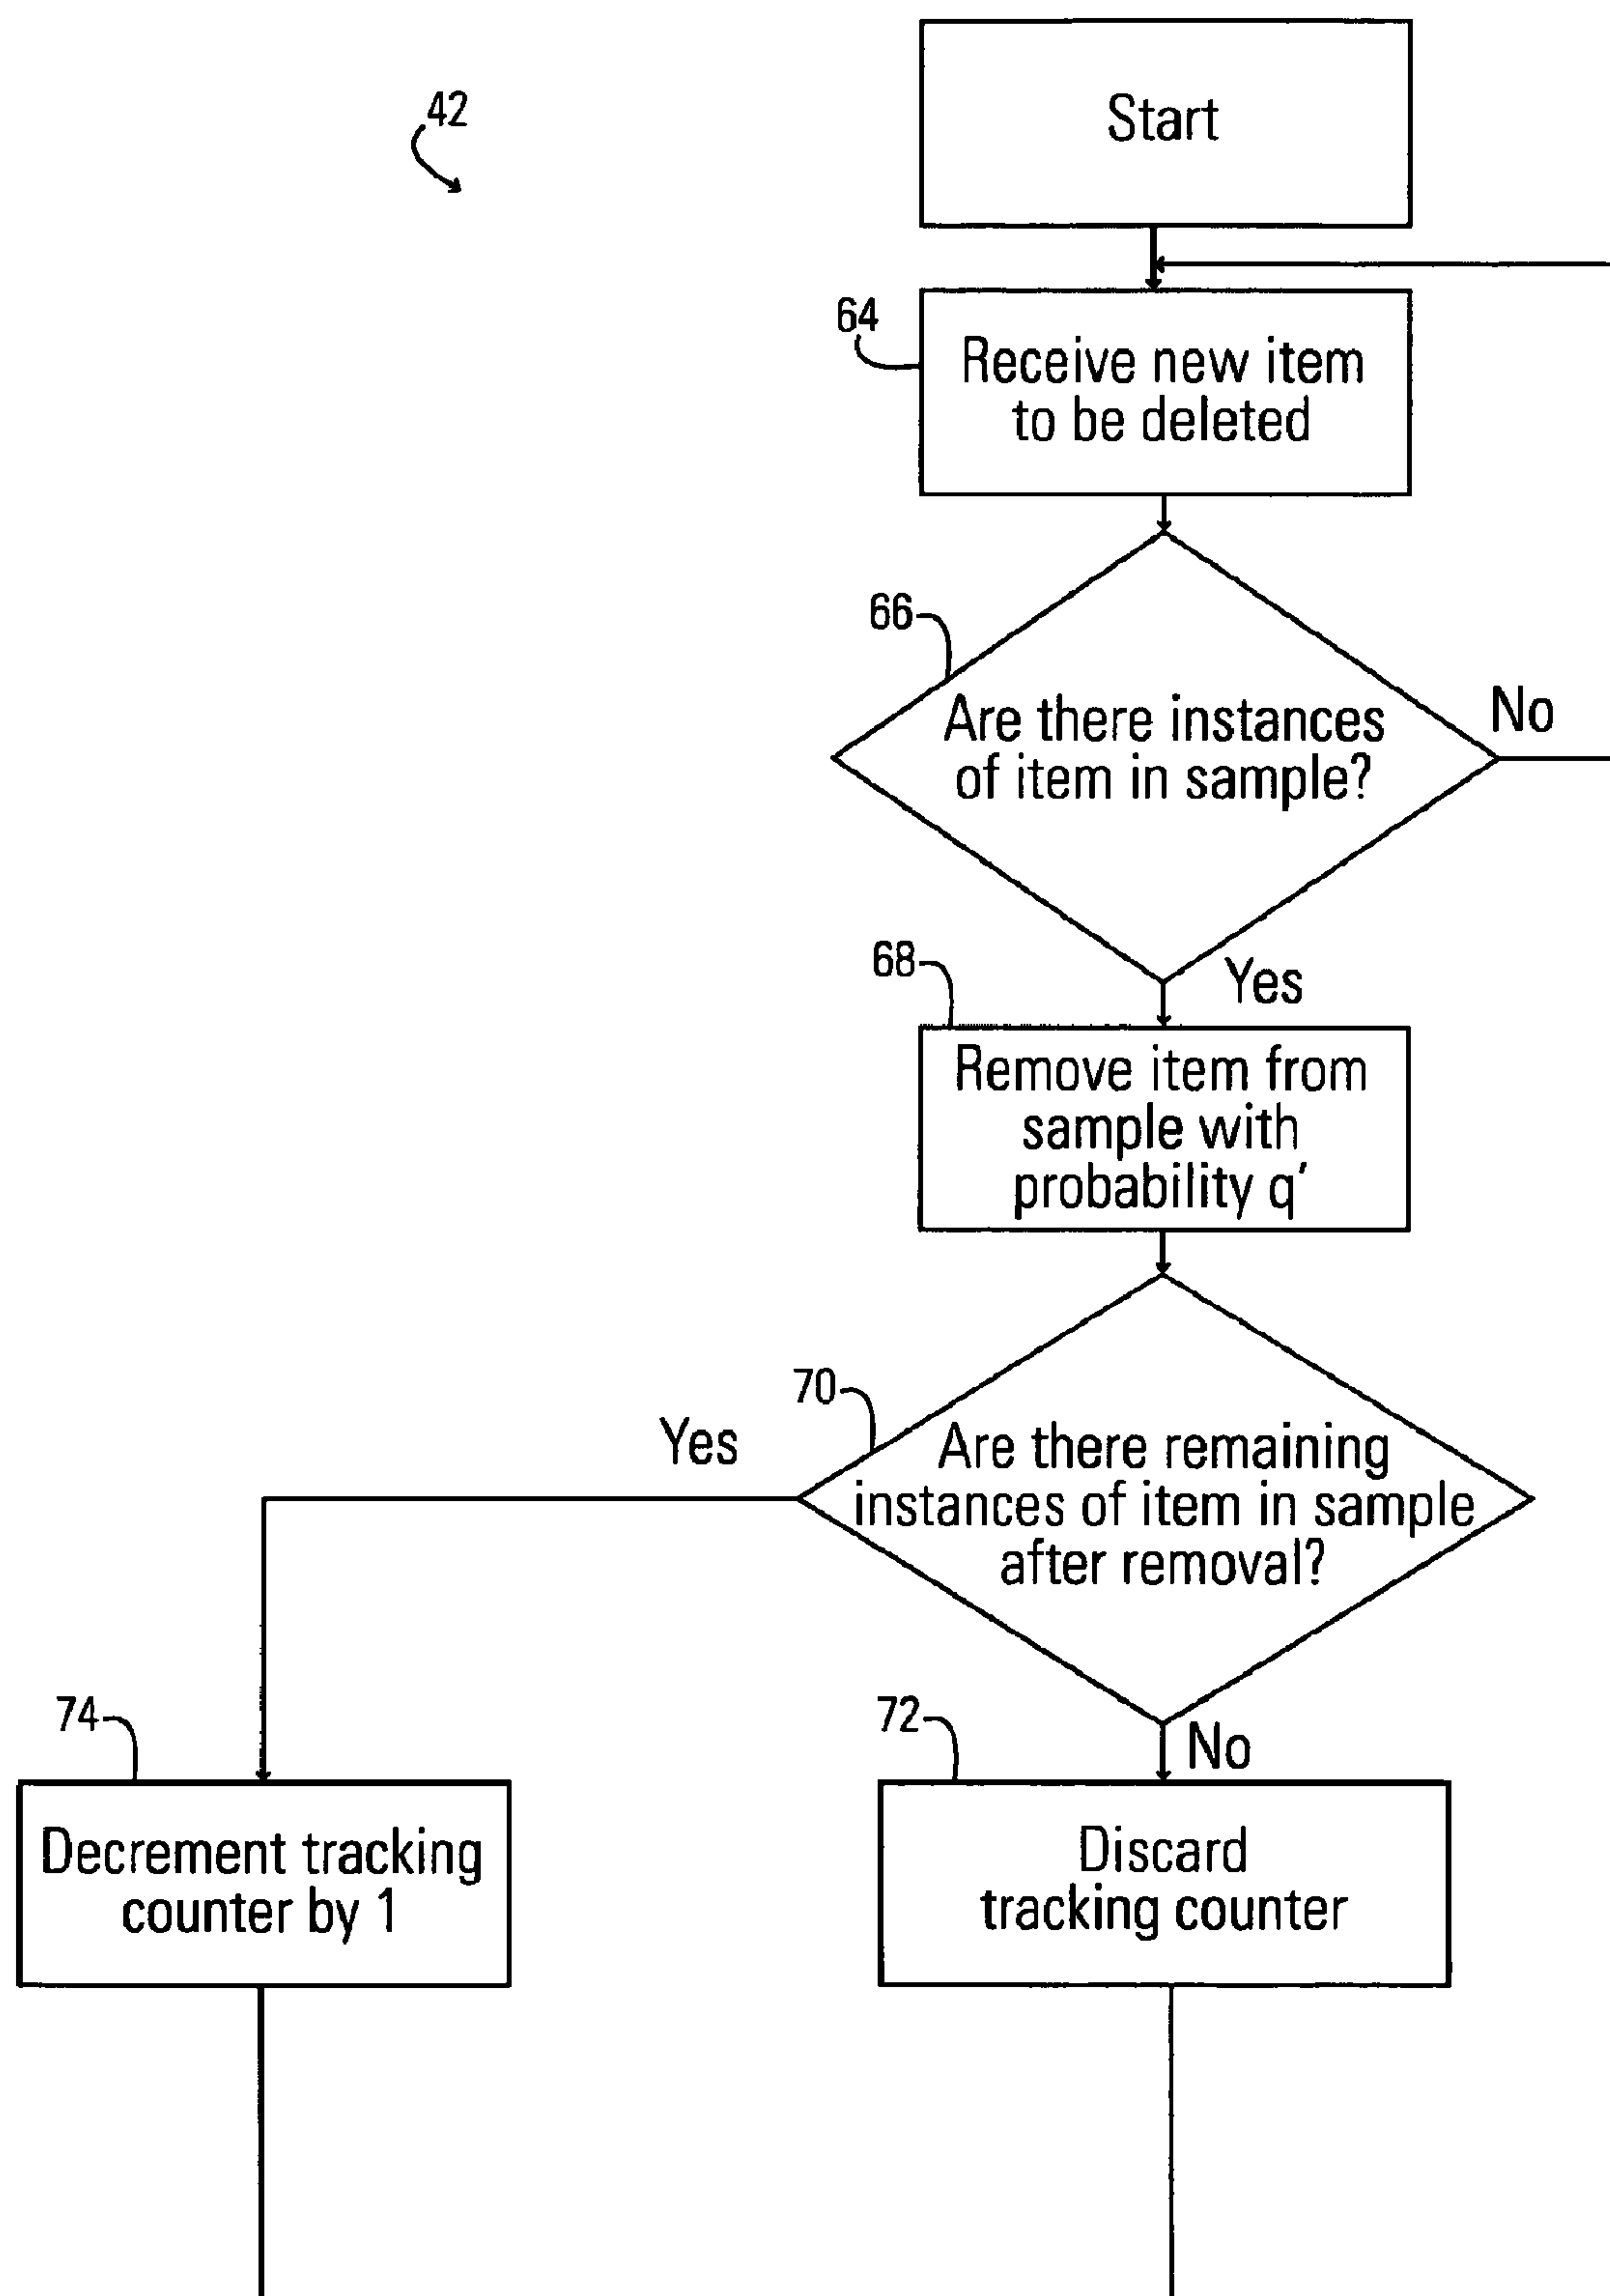 42
Start
64
Receive new item
to be deleted
66
Are there instances
of item in sample?
No
68
Yes
Remove item from
sample with
probability q'
70
Yes
Are there remaining
instances of item in sample
after removal?
74
72
No
Decrement tracking
counter by 1
Discard
tracking counter